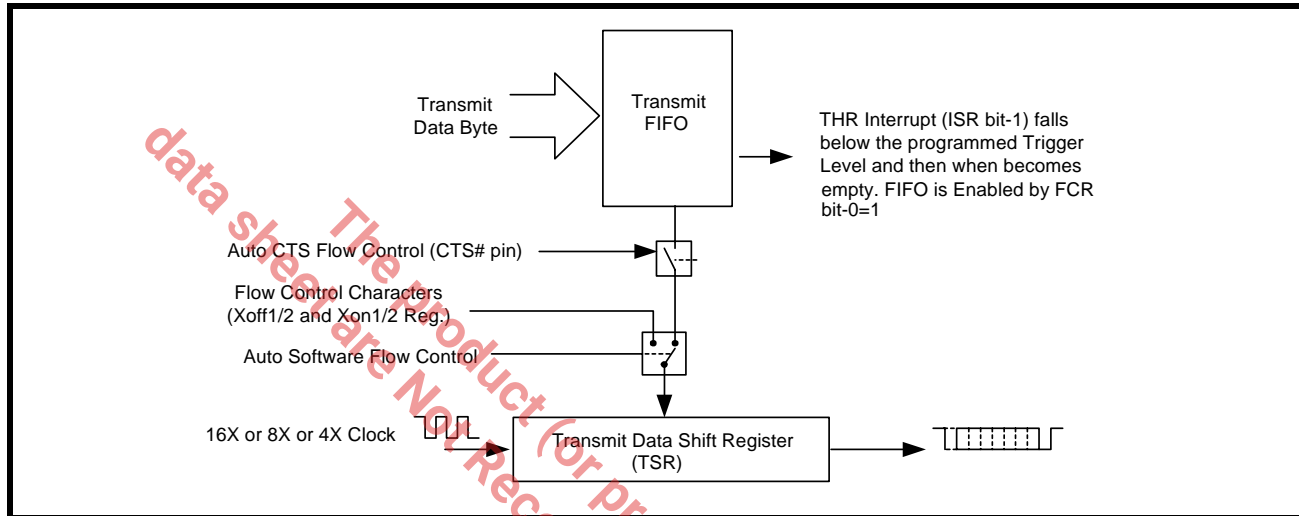 Transmit
Data Byte
Transmit
FIFO
THR Interrupt (ISR bit-1) falls
below the programmed Trigger
Level and then when becomes
empty. FIFO is Enabled by FCR
bit-0=1
Auto CTS Flow Control (CTS# pin)
Flow Control Characters
(Xoff1/2 and Xon1/2 Reg.)
Auto Software Flow Control
16X or 8X or 4X Clock
Transmit Data Shift Register
(TSR)
The product (or pr
data sheet are Not Rec